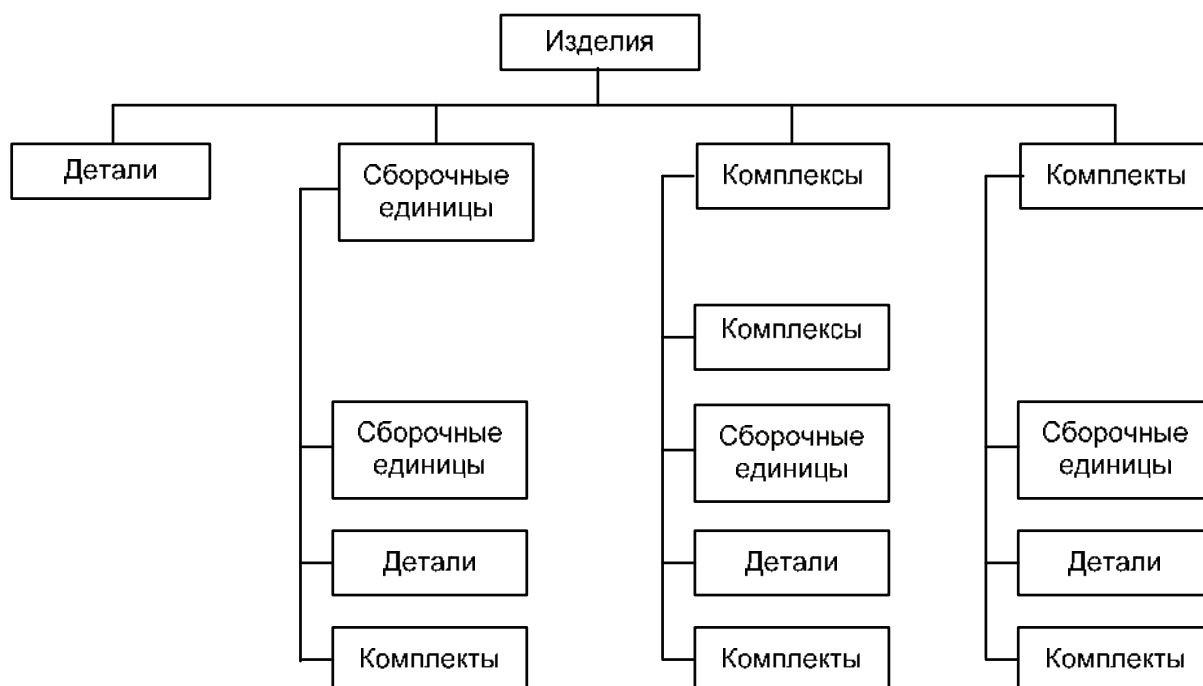 Изделия
Детали
Сборочные
единицы
Комплексы
Комплекты
Комплексы
Сборочные
единицы
Сборочные
единицы
Сборочные
единицы
Детали
Детали
Детали
Комплекты
Комплекты
Комплекты